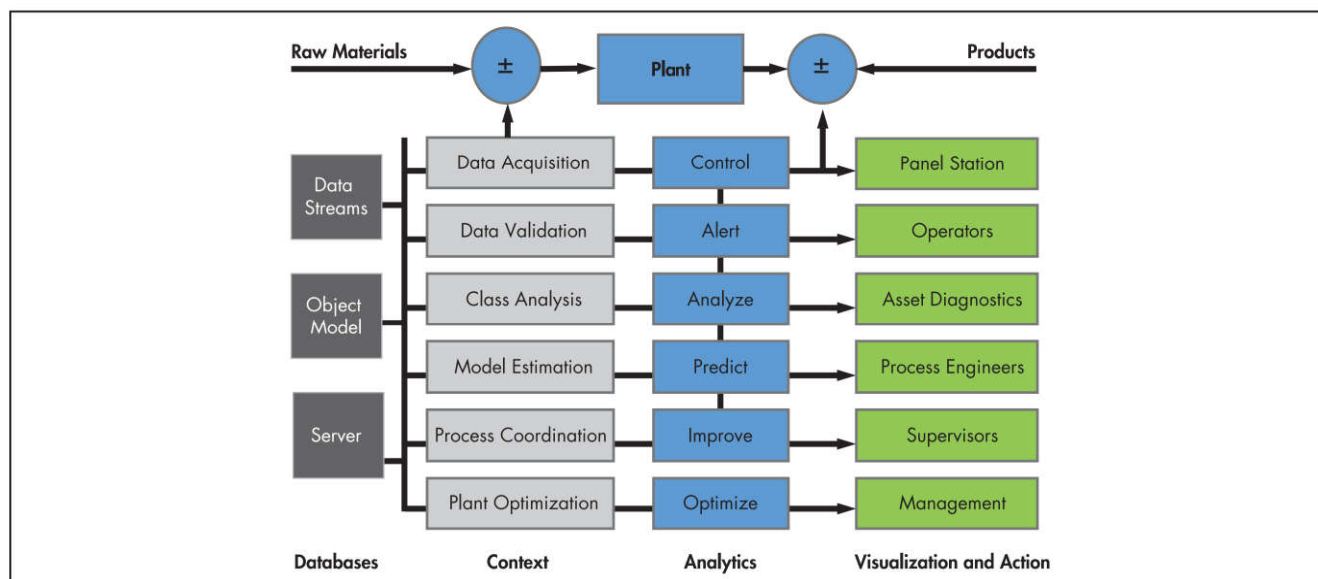 Raw Materials
±
Plant
±
Products
Data
Streams
Data Acquisition
Control
Panel Station
Data Validation
Alert
Operators
Object
Model
Class Analysis
Analyze
Asset Diagnostics
Model Estimation
Predict
Process Engineers
Server
Process Coordination
Improve
Supervisors
Plant Optimization
Optimize
Management
Databases
Context
Analytics
Visualization and Action